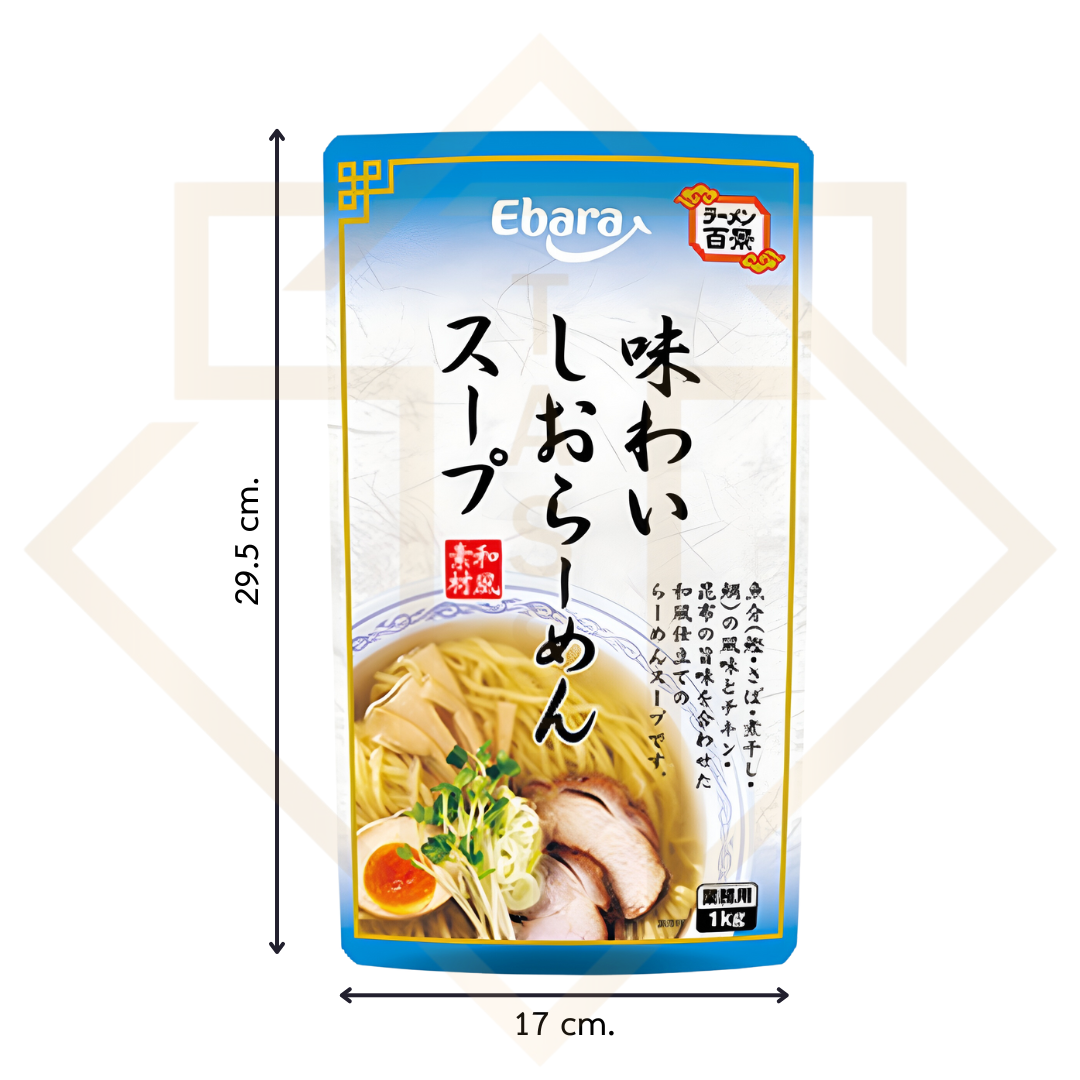 Ebara
ラーメン
百景
味わい
しおらーめん
スープ
和風
素材
魚分(鰹・さば・煮干し・
鯛)の風味とチキン・
昆布の旨味を合わせた
和風仕立ての
らーめんスープです。
業務用
1kg
29.5 cm.
17 cm.